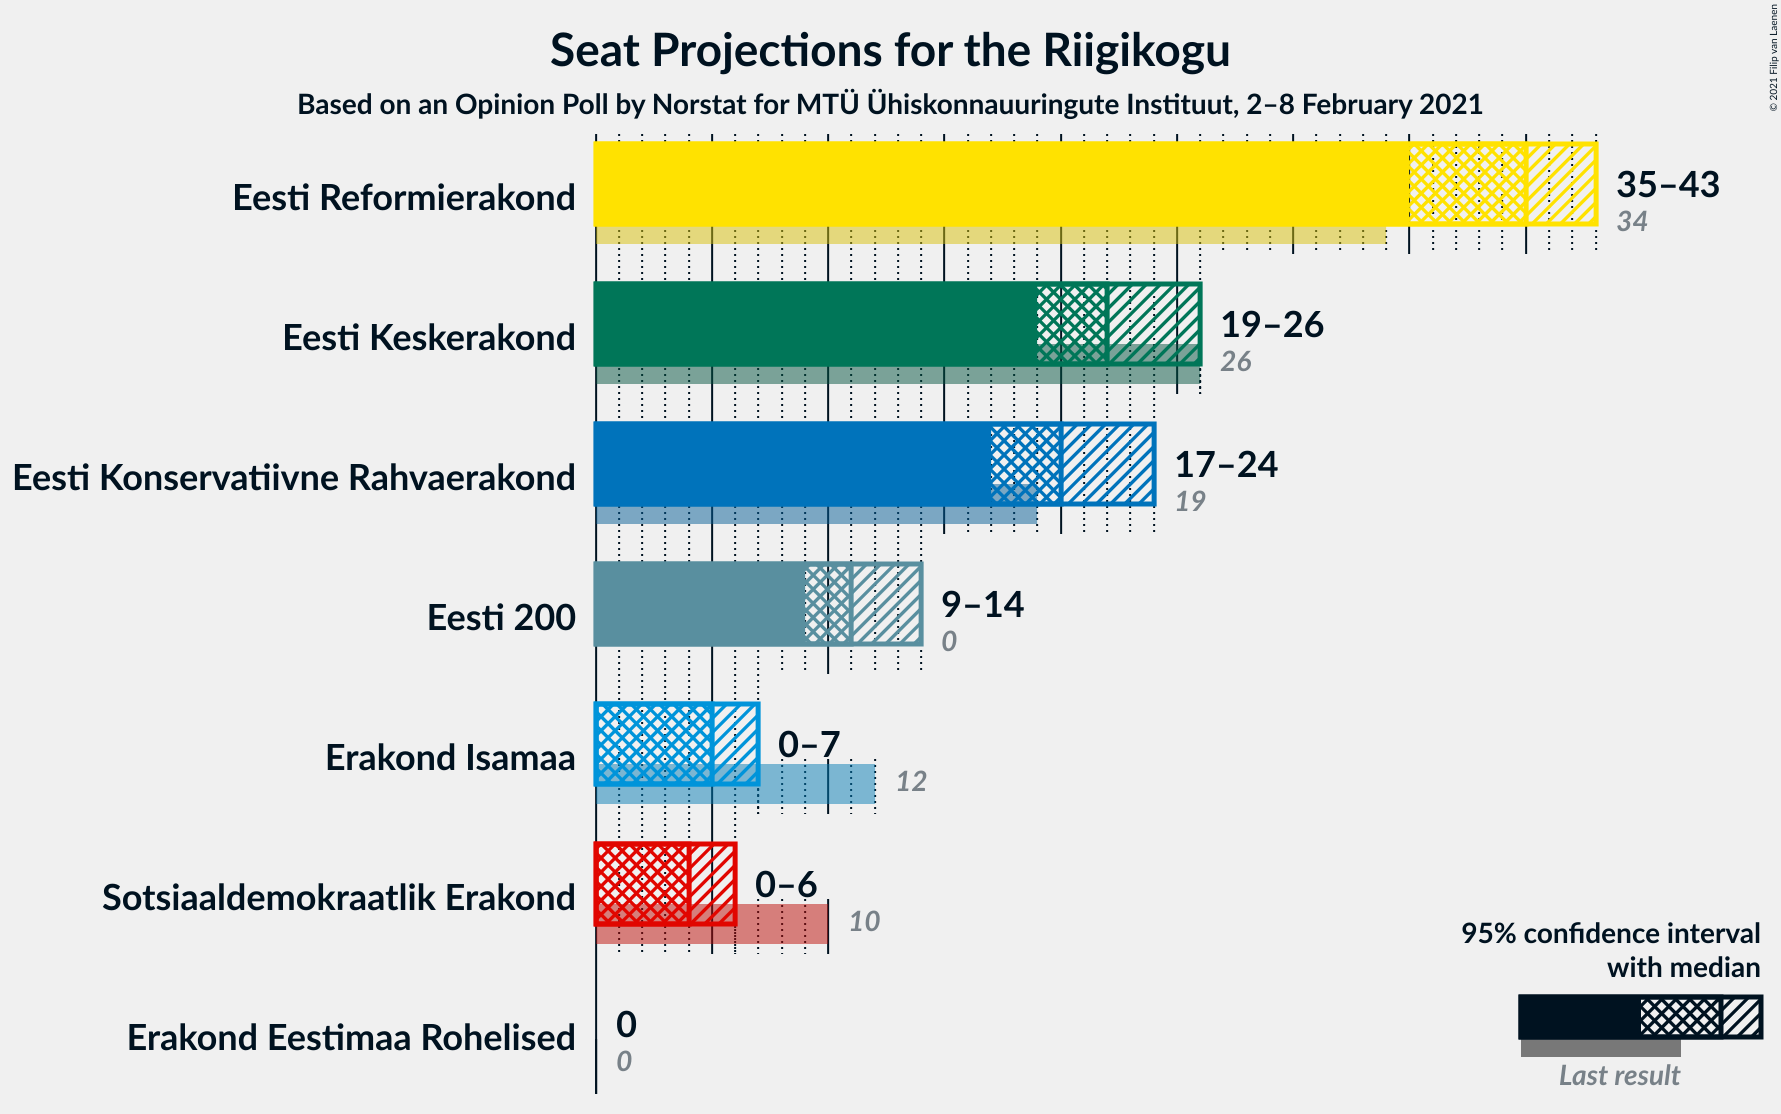 Seat Projections for the Riigikogu
Based on an Opinion Poll by Norstat for MTÜ Ühiskonnauuringute Instituut, 2–8 February 2021
© 2021 Filip van Laenen
Eesti Reformierakond
35–43
34
Eesti Keskerakond
19–26
26
Eesti Konservatiivne Rahvaerakond
17–24
19
Eesti 200
9–14
0
Erakond Isamaa
0–7
12
Sotsiaaldemokraatlik Erakond
0–6
10
Erakond Eestimaa Rohelised
0
0
95% confidence interval
with median
Last result